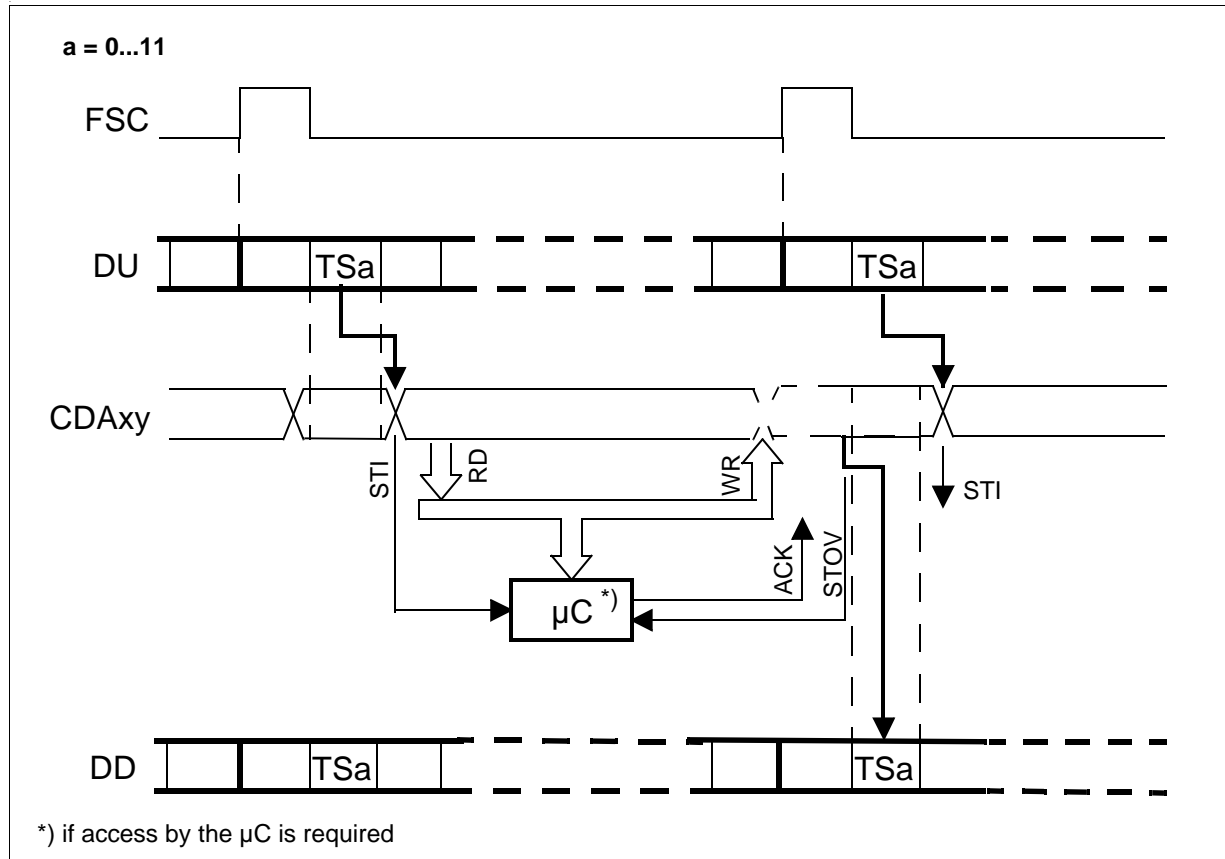 a = 0...11
FSC
DU
TSa
TSa
CDAxy
STI
RD
WR
ACK
STOV
STI
µC *)
DD
TSa
TSa
*) if access by the µC is required